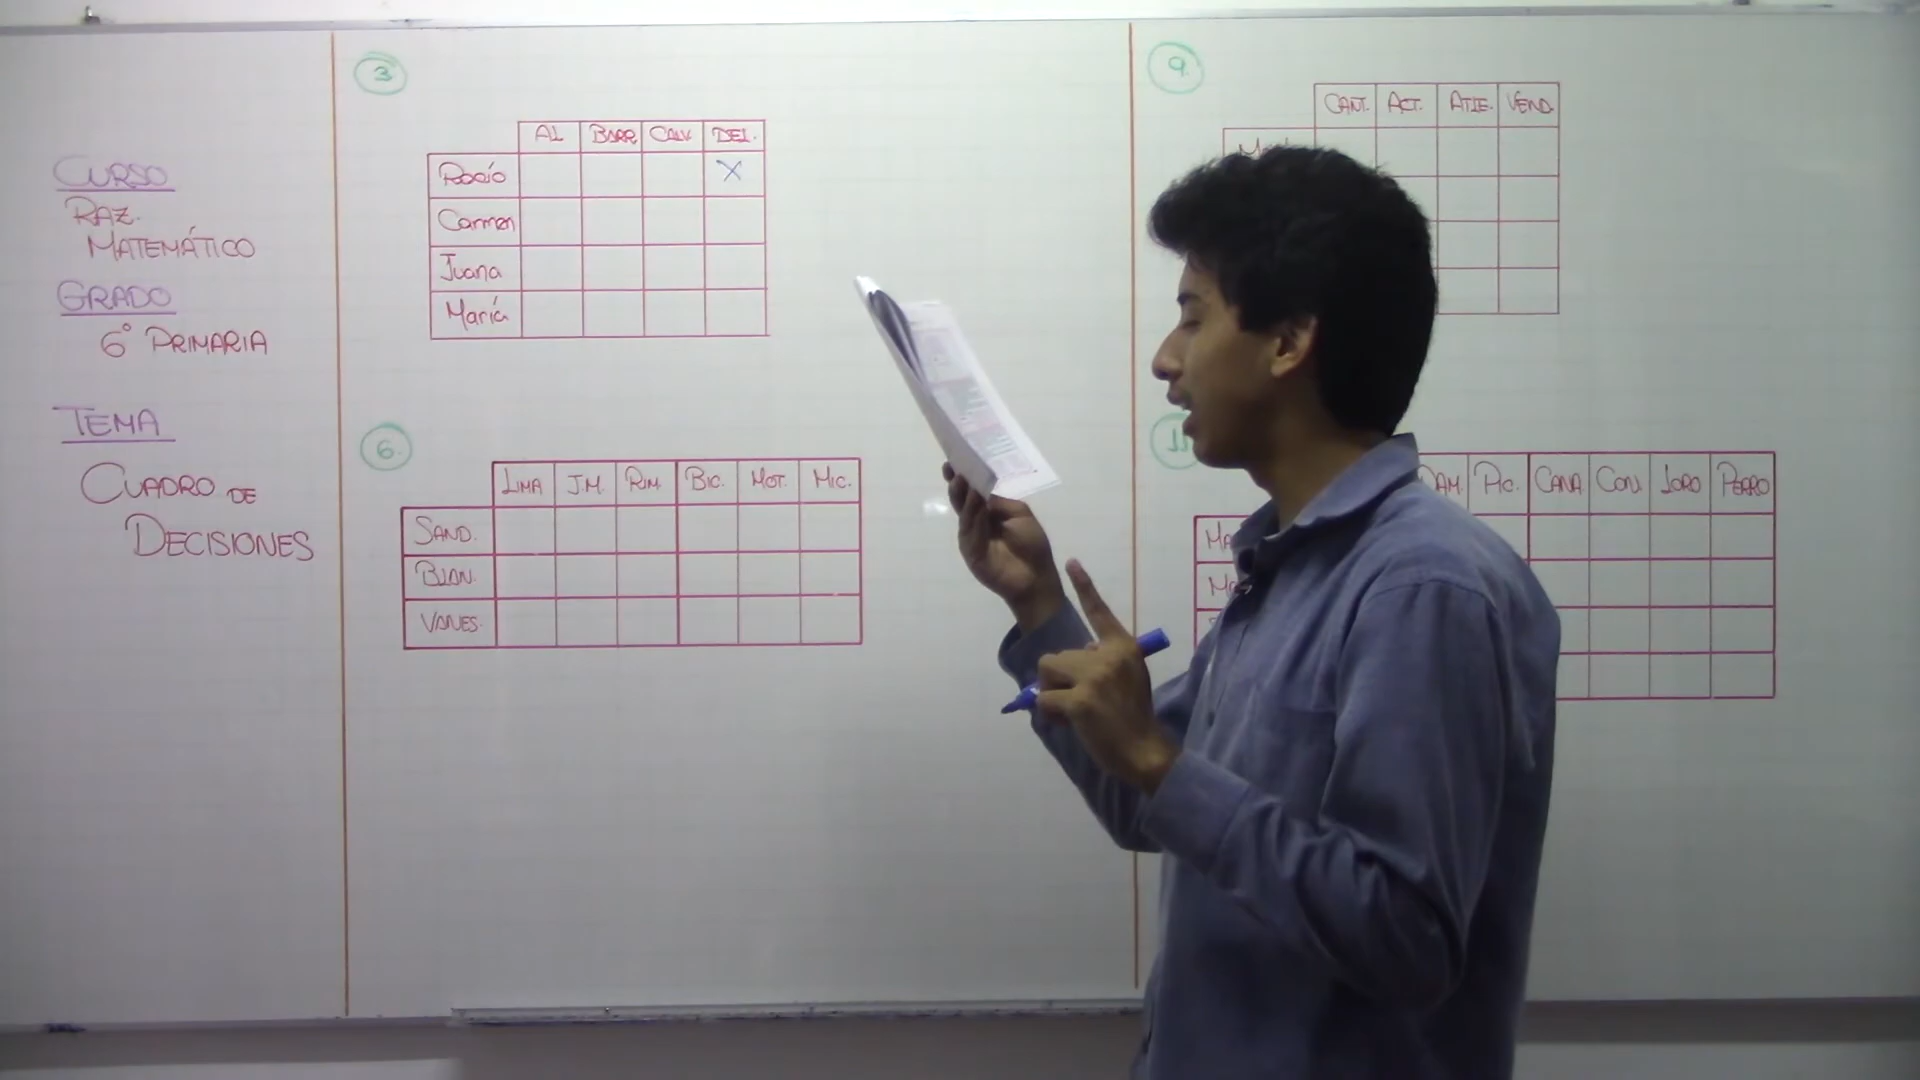 CURSO
RAZ.
MATEMÁTICO
GRADO
6° PRIMARIA
TEMA
CUADRO DE
DECISIONES
3
AL BARR CALV. DEL.
Rocío X
Carmen
Juana
María
6.
LIMA J.M. RIM. BIC. MOT. MIC.
SAND.
BLAN.
VANES.
9.
CANT. ACT. ATLE. VEND.
11
DAM. PIC. CANA. CON. LORO PERRO